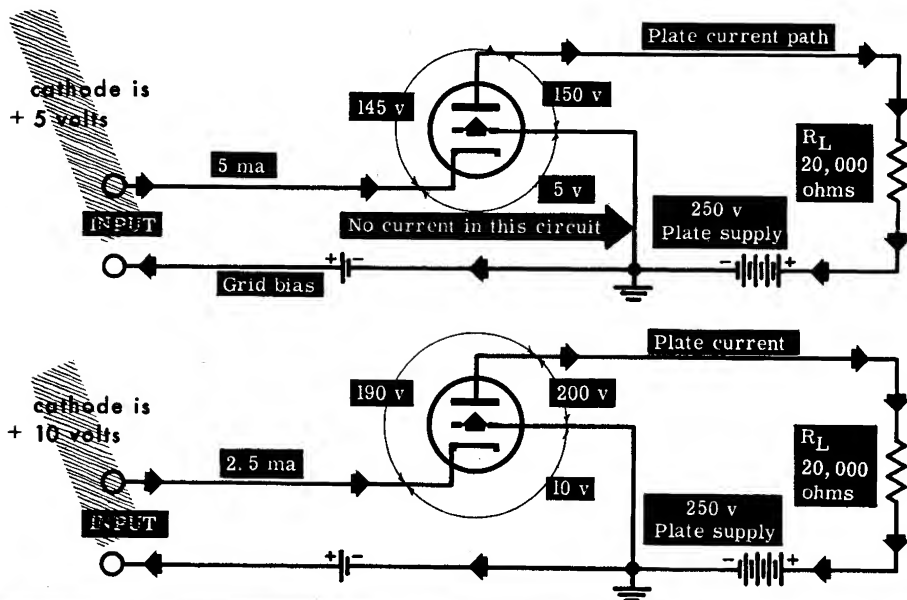 Plate current path
cathode is
+ 5 volts
145 v
150 v
5 ma
5 v
RL
20,000
ohms
INPUT
No current in this circuit
250 v
Plate supply
+ -
- +
Grid bias
Plate current
cathode is
+ 10 volts
190 v
200 v
2.5 ma
10 v
RL
20,000
ohms
INPUT
250 v
Plate supply
+ -
- +